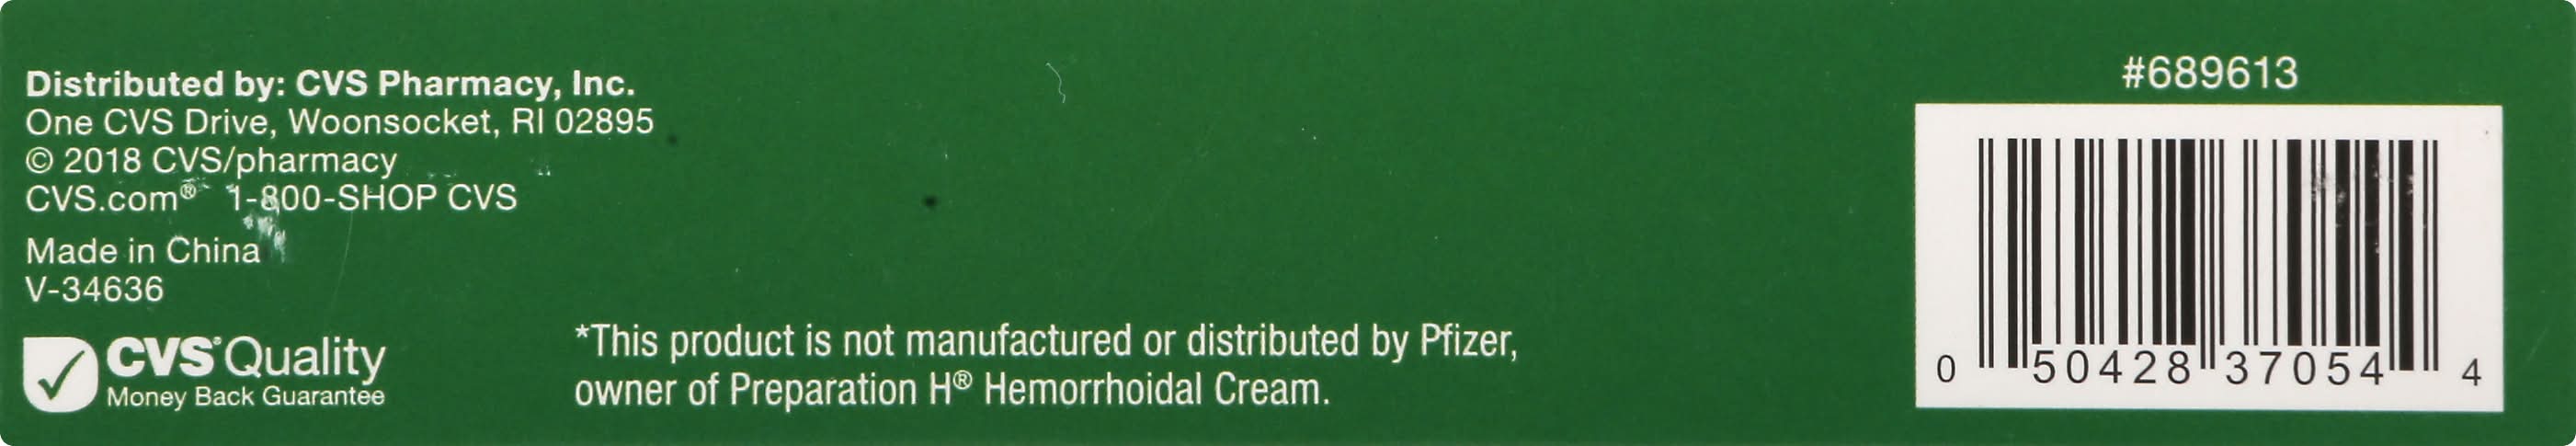 Distributed by: CVS Pharmacy, Inc.
One CVS Drive, Woonsocket, RI 02895
© 2018 CVS/pharmacy
CVS.com® 1-800-SHOP CVS
Made in China
V-34636
CVS® Quality
Money Back Guarantee
*This product is not manufactured or distributed by Pfizer,
owner of Preparation H® Hemorrhoidal Cream.
#689613
0 50428 37054 4